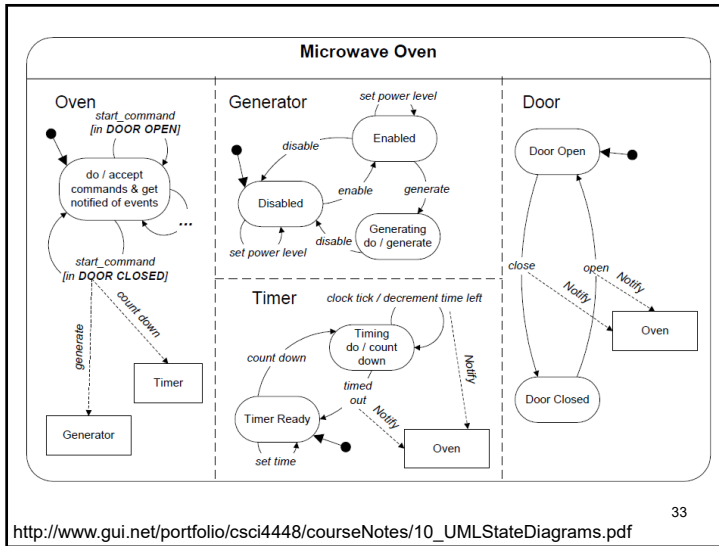 Microwave Oven
Oven
start_command
[in DOOR OPEN]
do / accept
commands & get
notified of events
...
start_command
[in DOOR CLOSED]
count down
generate
Timer
Generator
Generator
set power level
Enabled
disable
enable
generate
Disabled
set power level
disable
Generating
do / generate
Timer
clock tick / decrement time left
Timing
do / count
down
count down
timed
out
Notify
Notify
Timer Ready
set time
Oven
Door
Door Open
close
open
Notify
Notify
Oven
Door Closed
33
http://www.gui.net/portfolio/csci4448/courseNotes/10_UMLStateDiagrams.pdf